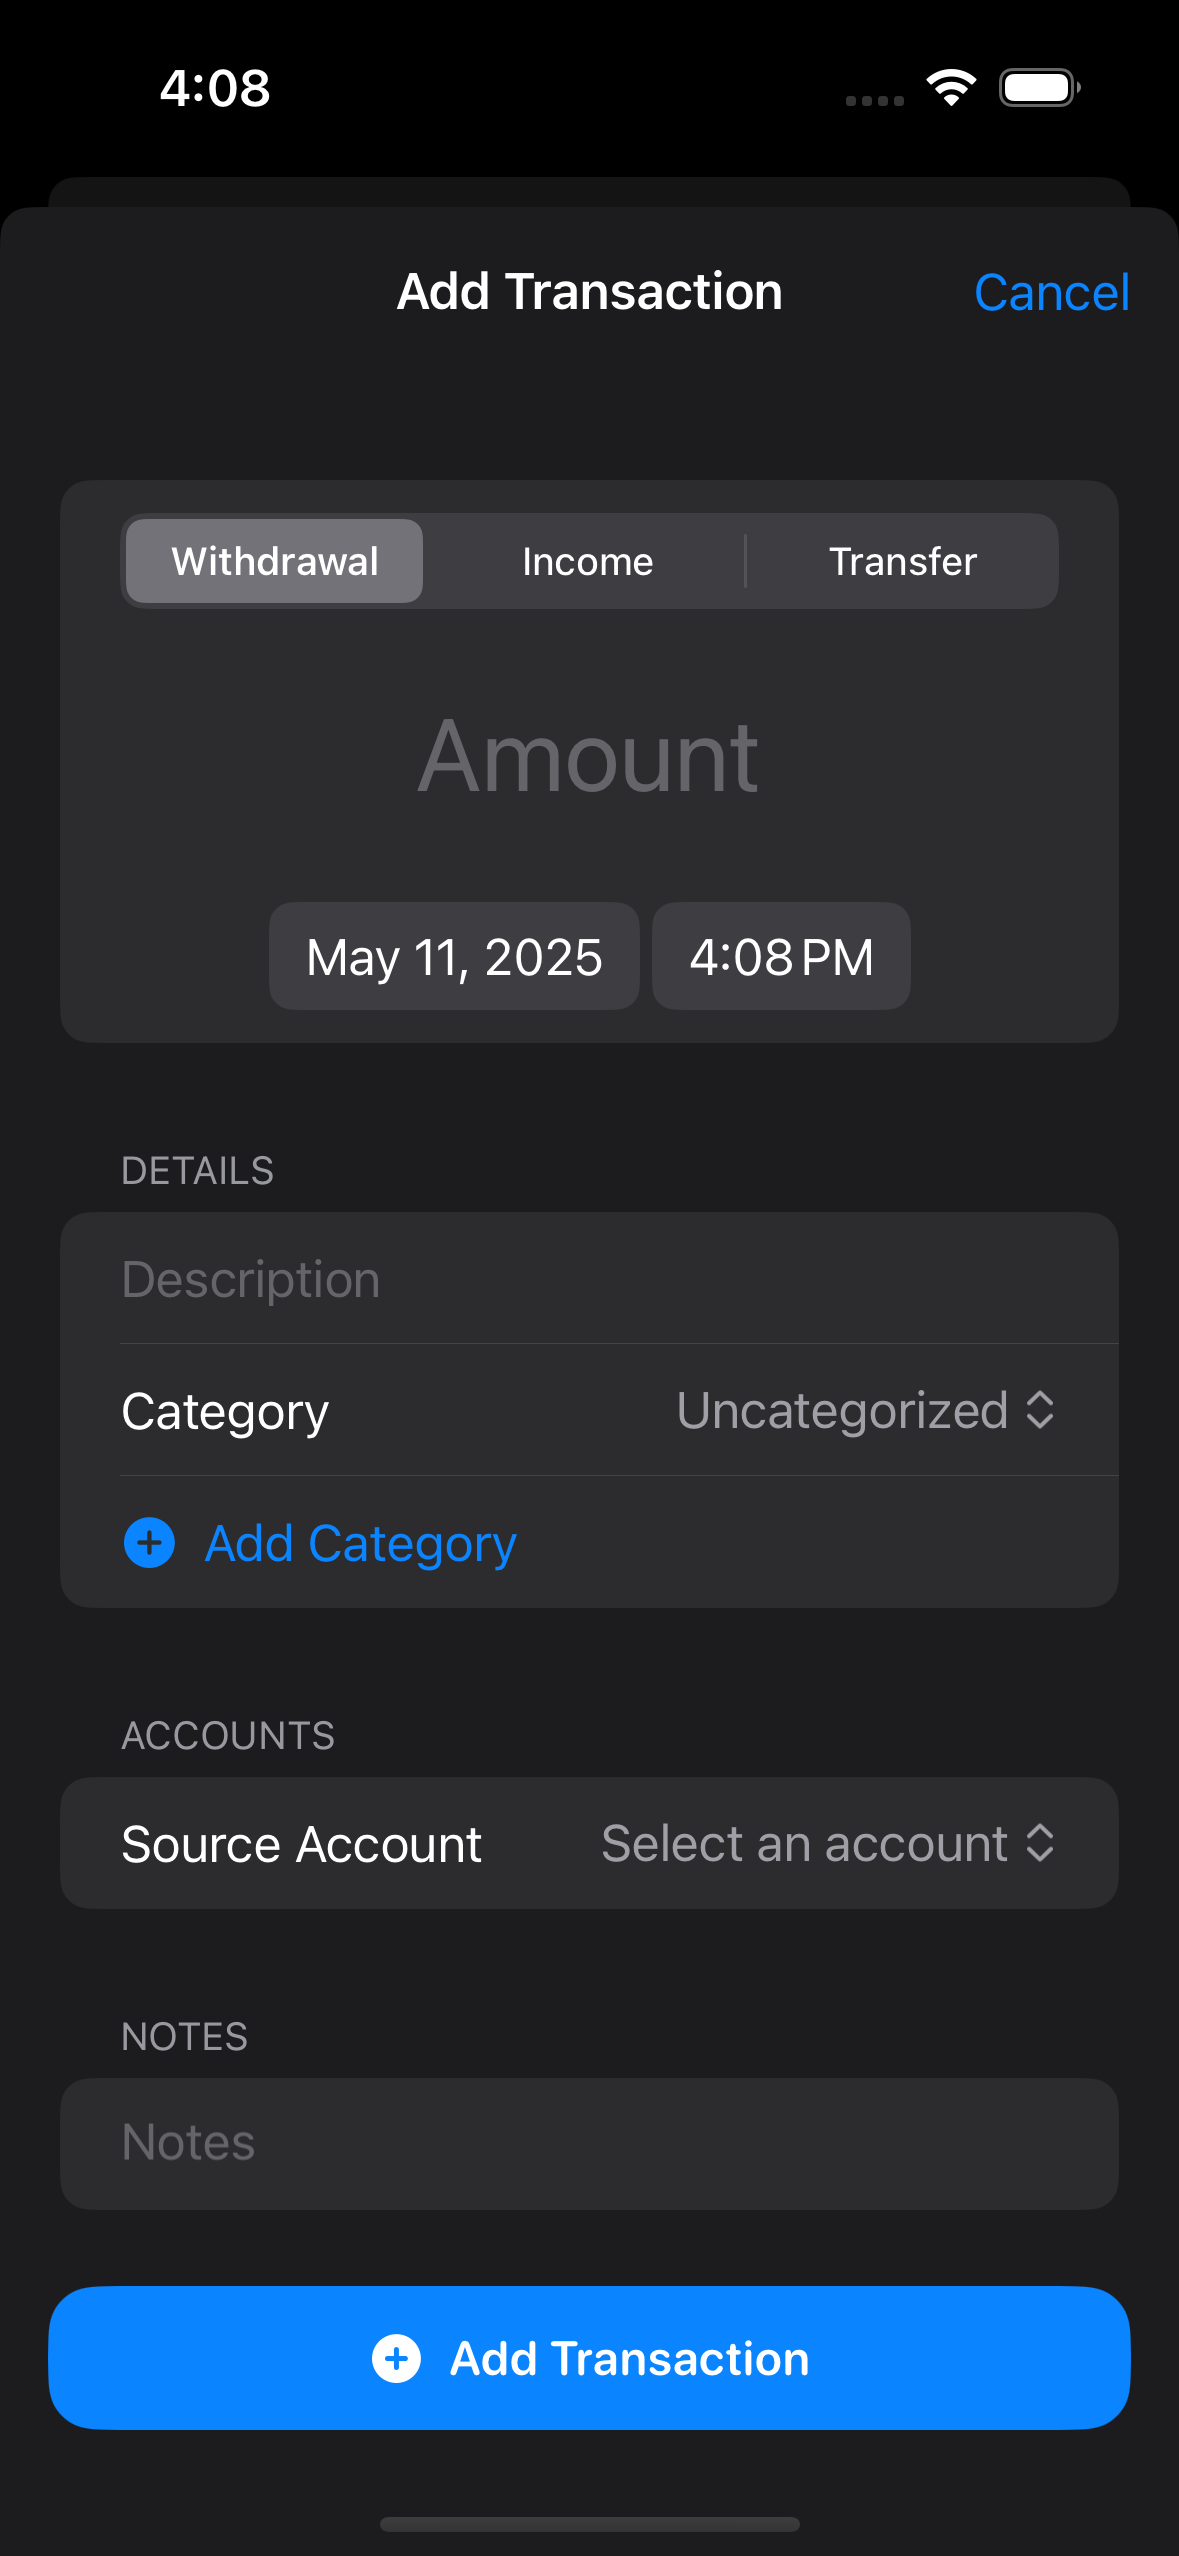 4:08
Add Transaction
Cancel
Withdrawal
Income
Transfer
Amount
May 11, 2025
4:08 PM
DETAILS
Description
Category
Uncategorized
Add Category
ACCOUNTS
Source Account
Select an account
NOTES
Notes
Add Transaction